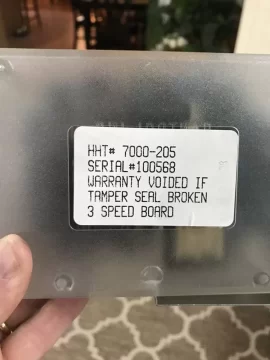 HHT# 7000-205
SERIAL#100568
WARRANTY VOIDED IF
TAMPER SEAL BROKEN
3 SPEED BOARD